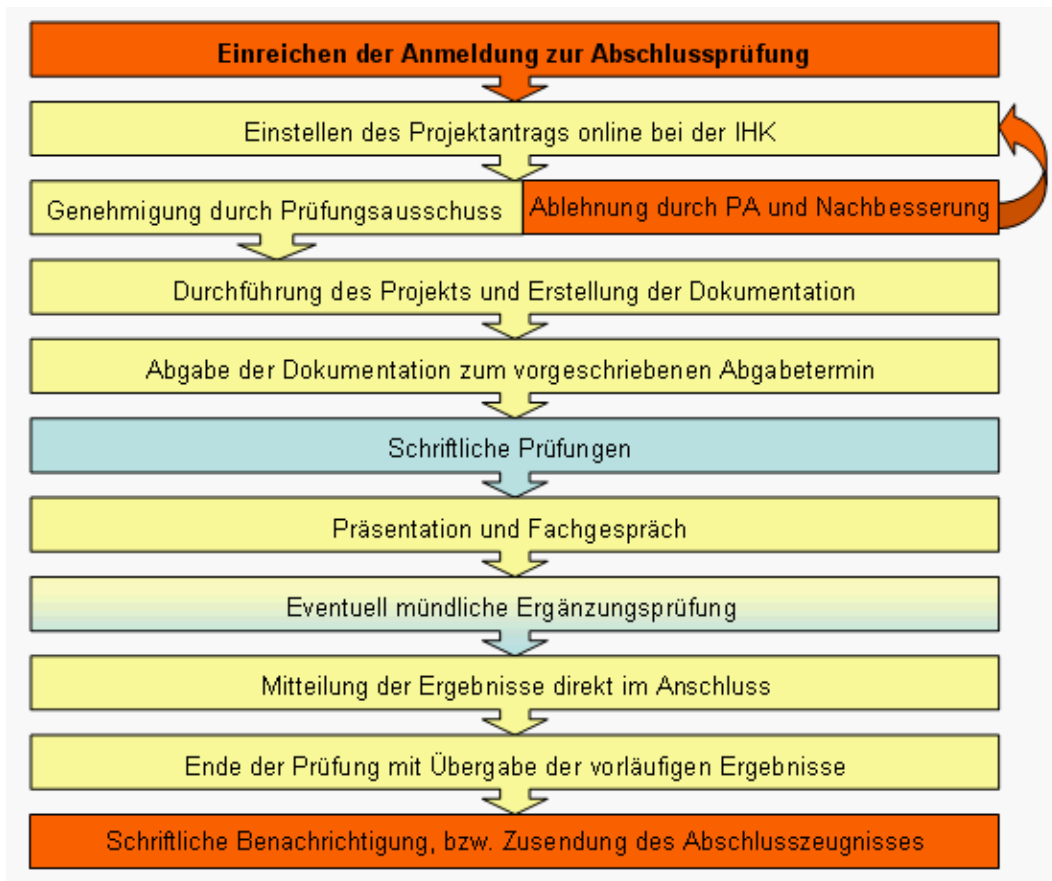 Einreichen der Anmeldung zur Abschlussprüfung
Einstellen des Projektantrags online bei der IHK
Genehmigung durch Prüfungsausschuss
Ablehnung durch PA und Nachbesserung
Durchführung des Projekts und Erstellung der Dokumentation
Abgabe der Dokumentation zum vorgeschriebenen Abgabetermin
Schriftliche Prüfungen
Präsentation und Fachgespräch
Eventuell mündliche Ergänzungsprüfung
Mitteilung der Ergebnisse direkt im Anschluss
Ende der Prüfung mit Übergabe der vorläufigen Ergebnisse
Schriftliche Benachrichtigung, bzw. Zusendung des Abschlusszeugnisses